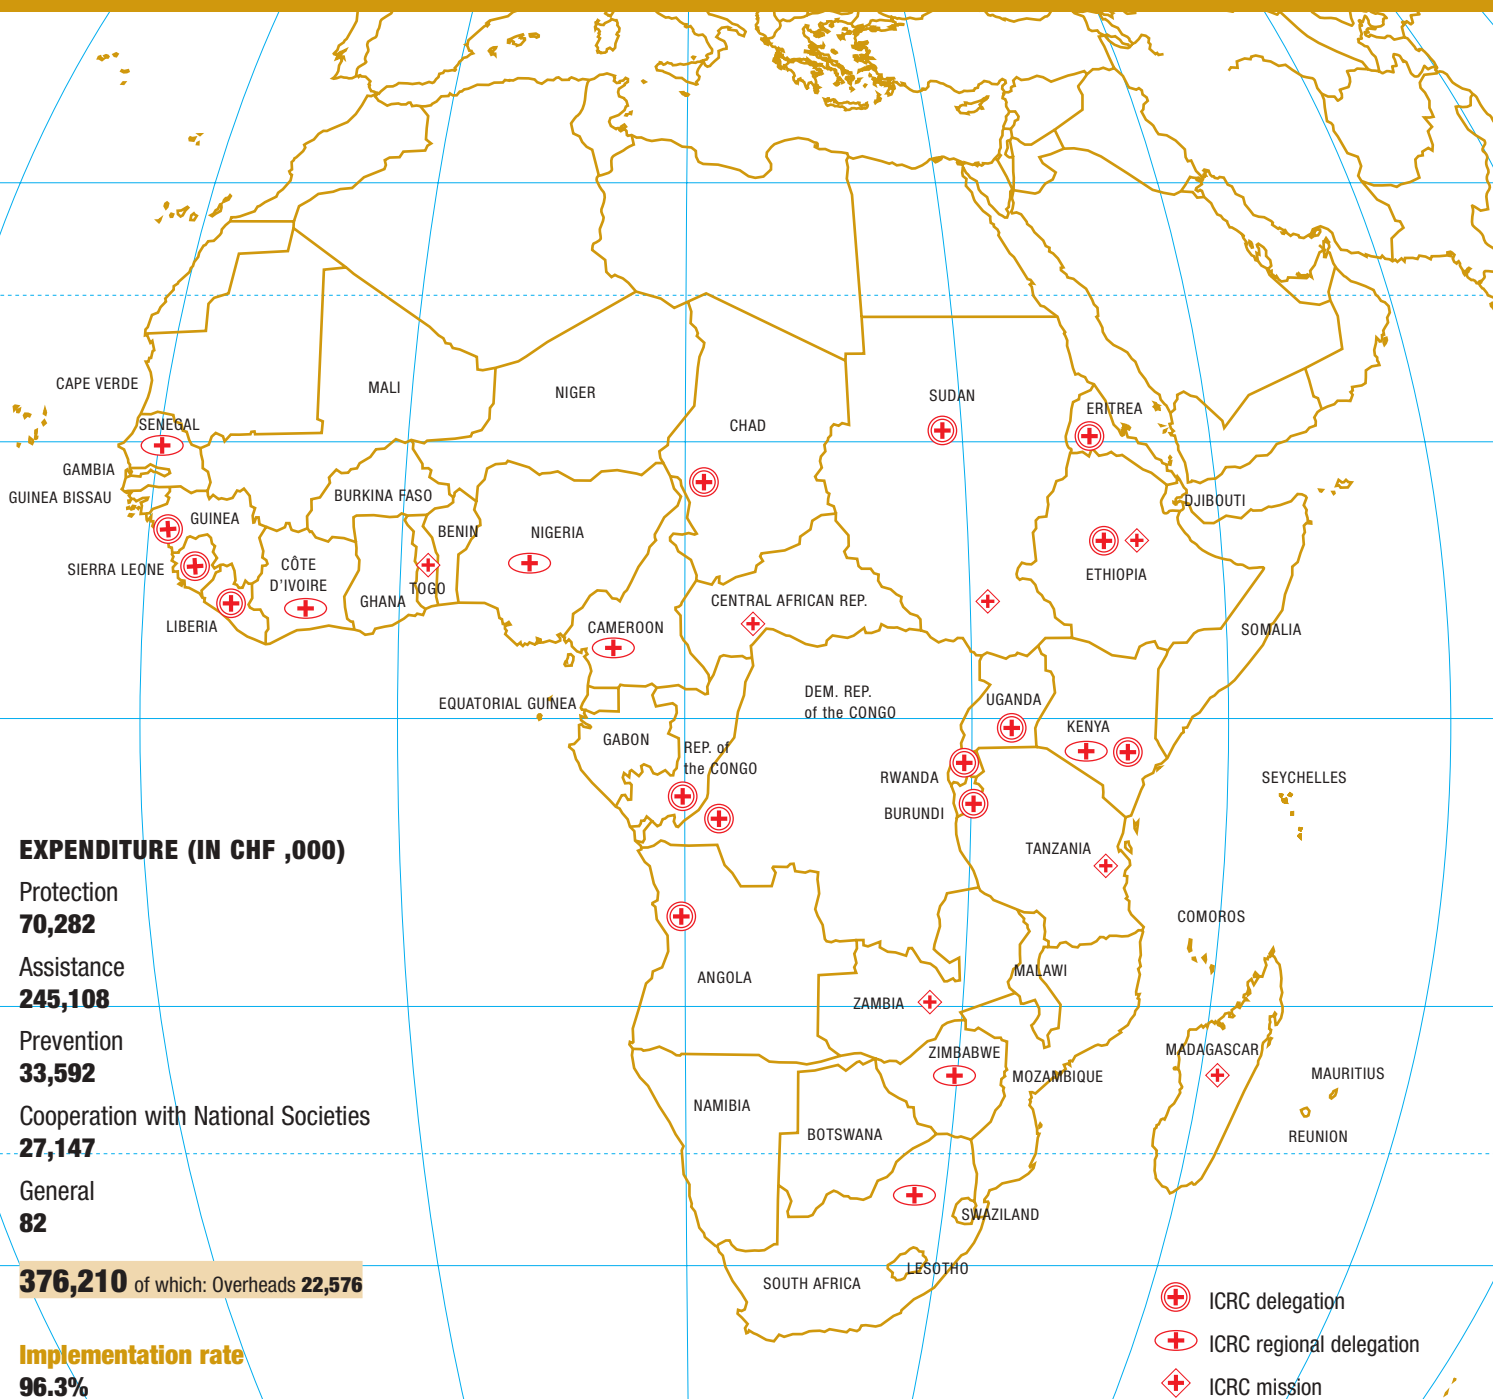 CAPE VERDE
MALI
NIGER
CHAD
SUDAN
ERITREA
SENEGAL
GAMBIA
GUINEA BISSAU
BURKINA FASO
DJIBOUTI
GUINEA
BENIN
NIGERIA
SIERRA LEONE
CÔTE
D'IVOIRE
TOGO
GHANA
CENTRAL AFRICAN REP.
ETHIOPIA
LIBERIA
CAMEROON
SOMALIA
EQUATORIAL GUINEA
DEM. REP.
of the CONGO
UGANDA
KENYA
GABON
REP. of
the CONGO
RWANDA
SEYCHELLES
BURUNDI
TANZANIA
COMOROS
ANGOLA
MALAWI
ZAMBIA
ZIMBABWE
MADAGASCAR
MOZAMBIQUE
MAURITIUS
NAMIBIA
BOTSWANA
REUNION
SWAZILAND
LESOTHO
SOUTH AFRICA
EXPENDITURE (IN CHF ,000)
Protection
70,282
Assistance
245,108
Prevention
33,592
Cooperation with National Societies
27,147
General
82
376,210 of which: Overheads 22,576
Implementation rate
96.3%
ICRC delegation
ICRC regional delegation
ICRC mission